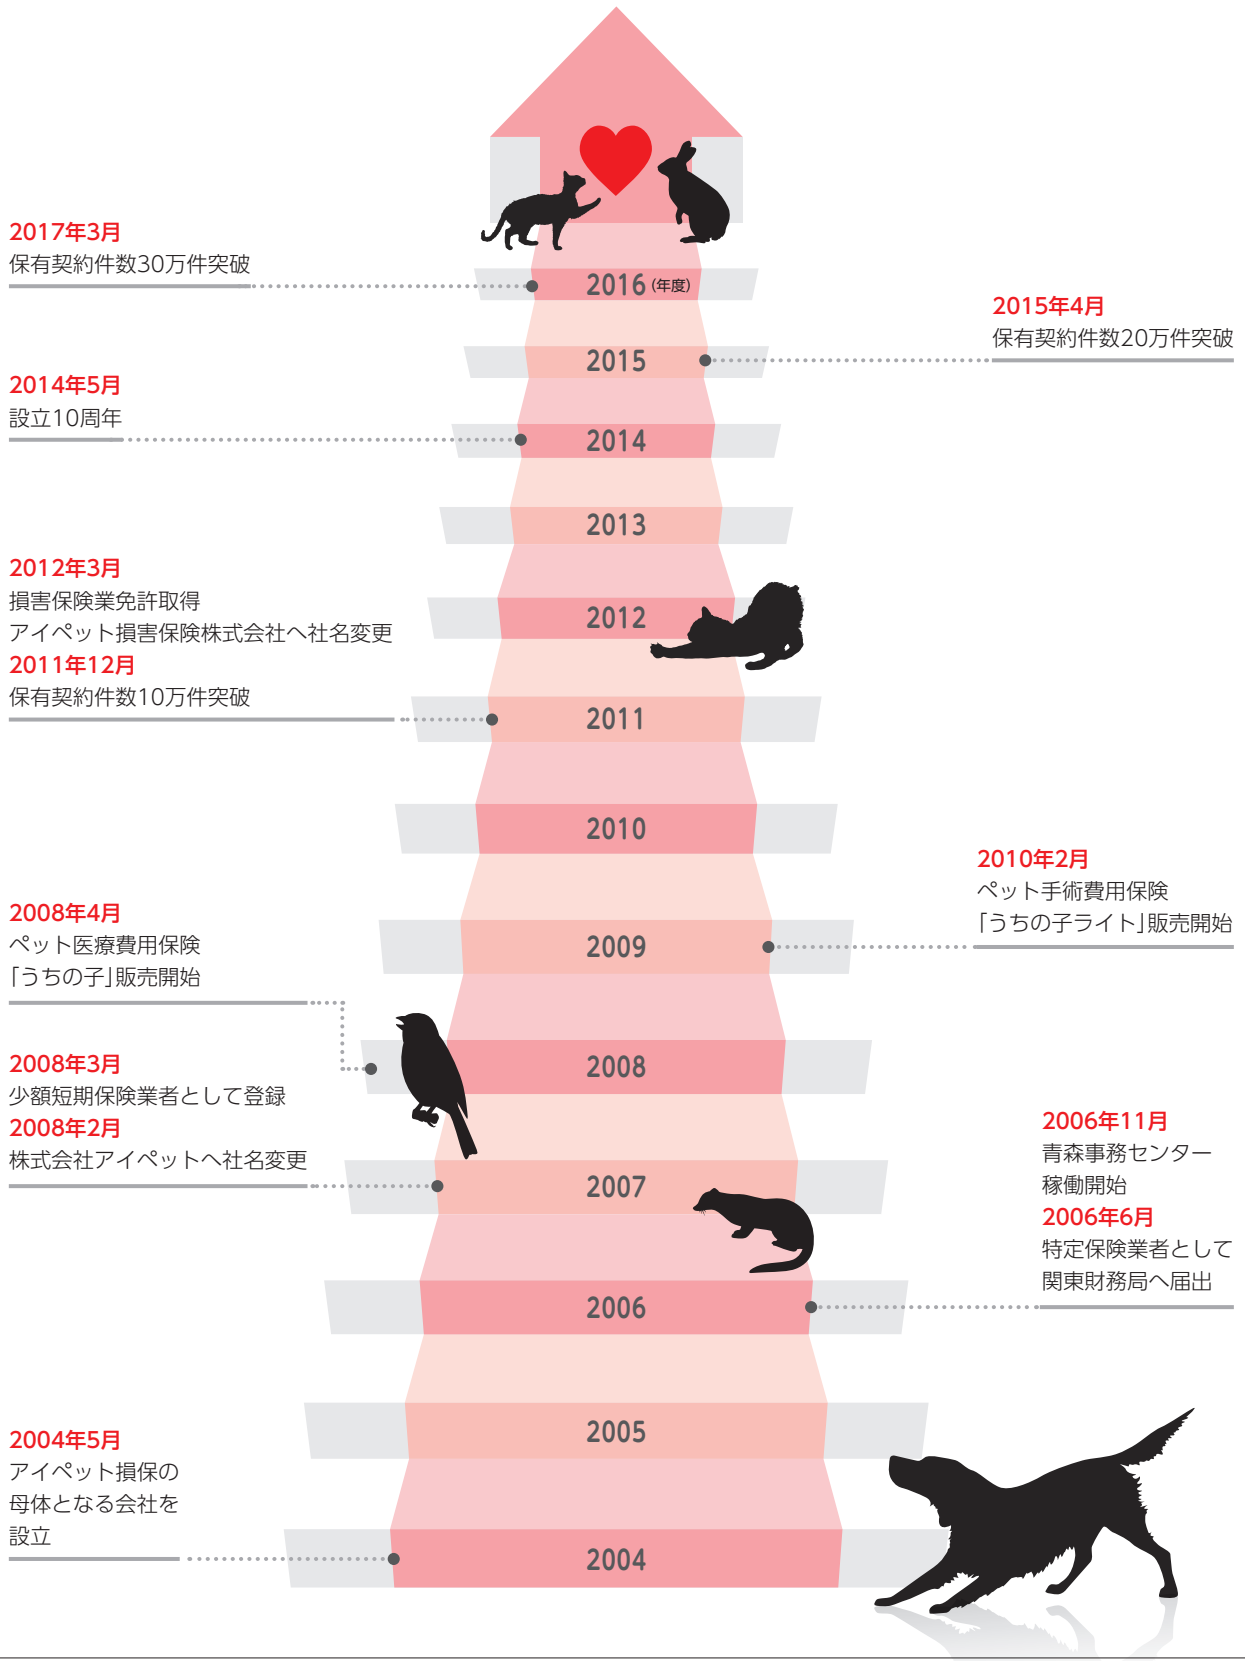 2017年3月
保有契約件数30万件突破
2016(年度)
2015年4月
保有契約件数20万件突破
2015
2014年5月
設立10周年
2014
2013
2012年3月
損害保険業免許取得
アイペット損害保険株式会社へ社名変更
2012
2011年12月
保有契約件数10万件突破
2011
2010
2010年2月
ペット手術費用保険
「うちの子ライト」販売開始
2009
2008年4月
ペット医療費用保険
「うちの子」販売開始
2008
2008年3月
少額短期保険業者として登録
2008年2月
株式会社アイペットへ社名変更
2007
2006年11月
青森事務センター
稼働開始
2006年6月
特定保険業者として
関東財務局へ届出
2006
2005
2004年5月
アイペット損保の
母体となる会社を
設立
2004